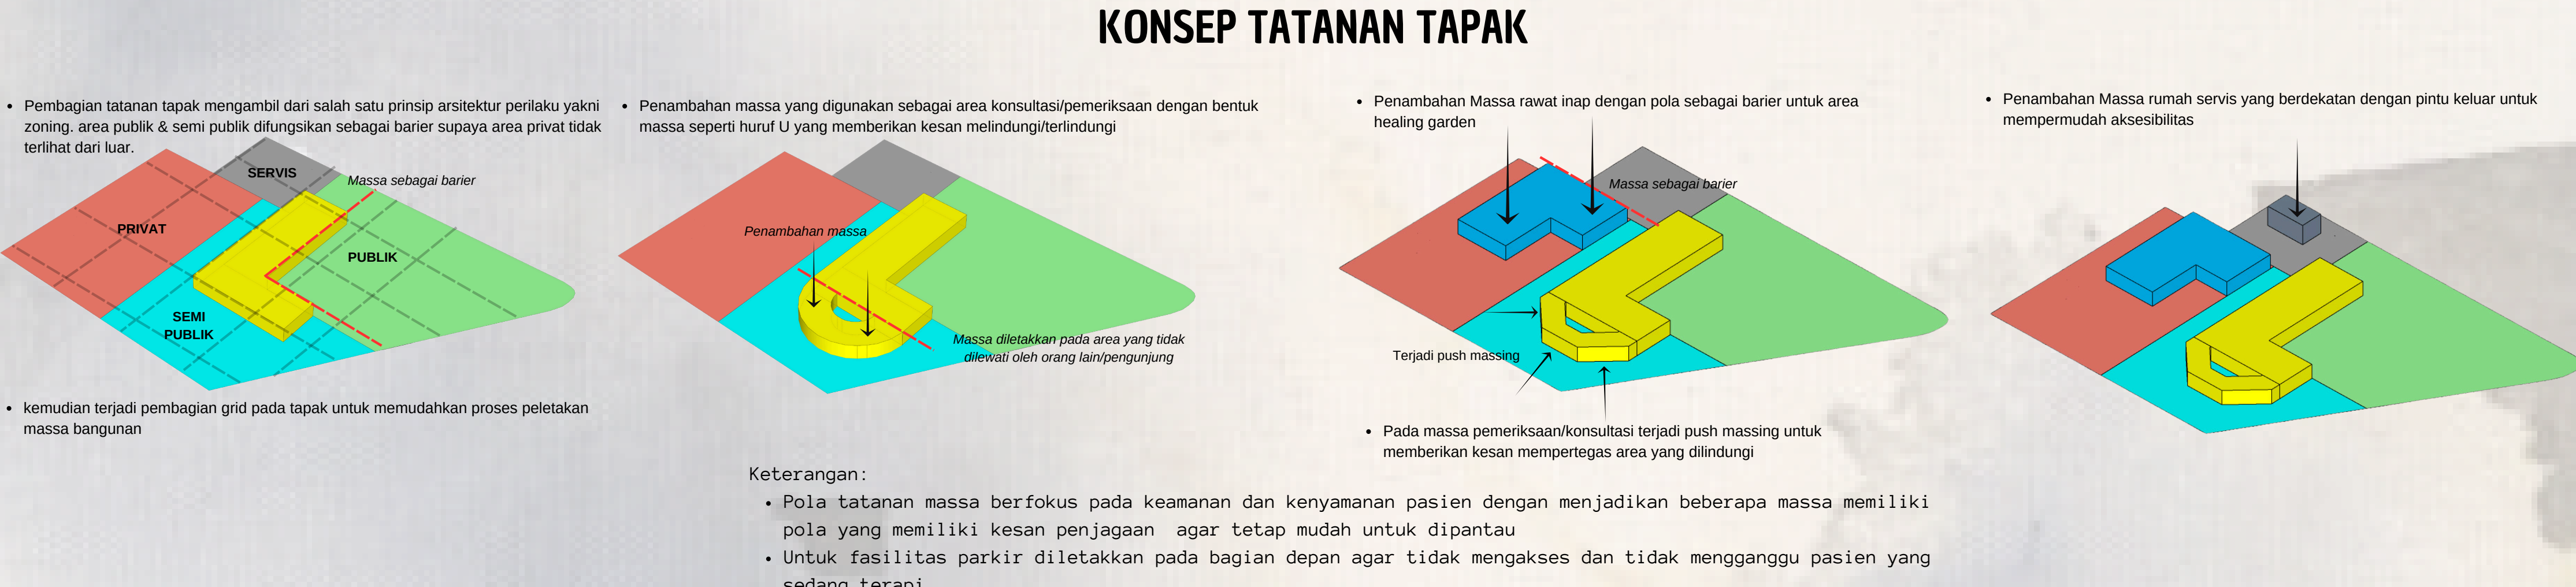 KONSEP TATANAN TAPAK
• Pembagian tatanan tapak mengambil dari salah satu prinsip arsitektur perilaku yakni
zoning. area publik & semi publik difungsikan sebagai barier supaya area privat tidak
terlihat dari luar.
SERVIS
Massa sebagai barier
PRIVAT
PUBLIK
SEMI
PUBLIK
• kemudian terjadi pembagian grid pada tapak untuk memudahkan proses peletakan
massa bangunan
• Penambahan massa yang digunakan sebagai area konsultasi/pemeriksaan dengan bentuk
massa seperti huruf U yang memberikan kesan melindungi/terlindungi
Penambahan massa
Massa diletakkan pada area yang tidak
dilewati oleh orang lain/pengunjung
• Penambahan Massa rawat inap dengan pola sebagai barier untuk area
healing garden
Massa sebagai barier
Terjadi push massing
• Pada massa pemeriksaan/konsultasi terjadi push massing untuk
memberikan kesan mempertegas area yang dilindungi
• Penambahan Massa rumah servis yang berdekatan dengan pintu keluar untuk
mempermudah aksesibilitas
Keterangan:
• Pola tatanan massa berfokus pada keamanan dan kenyamanan pasien dengan menjadikan beberapa massa memiliki
pola yang memiliki kesan penjagaan  agar tetap mudah untuk dipantau
• Untuk fasilitas parkir diletakkan pada bagian depan agar tidak mengakses dan tidak mengganggu pasien yang
sedang terapi